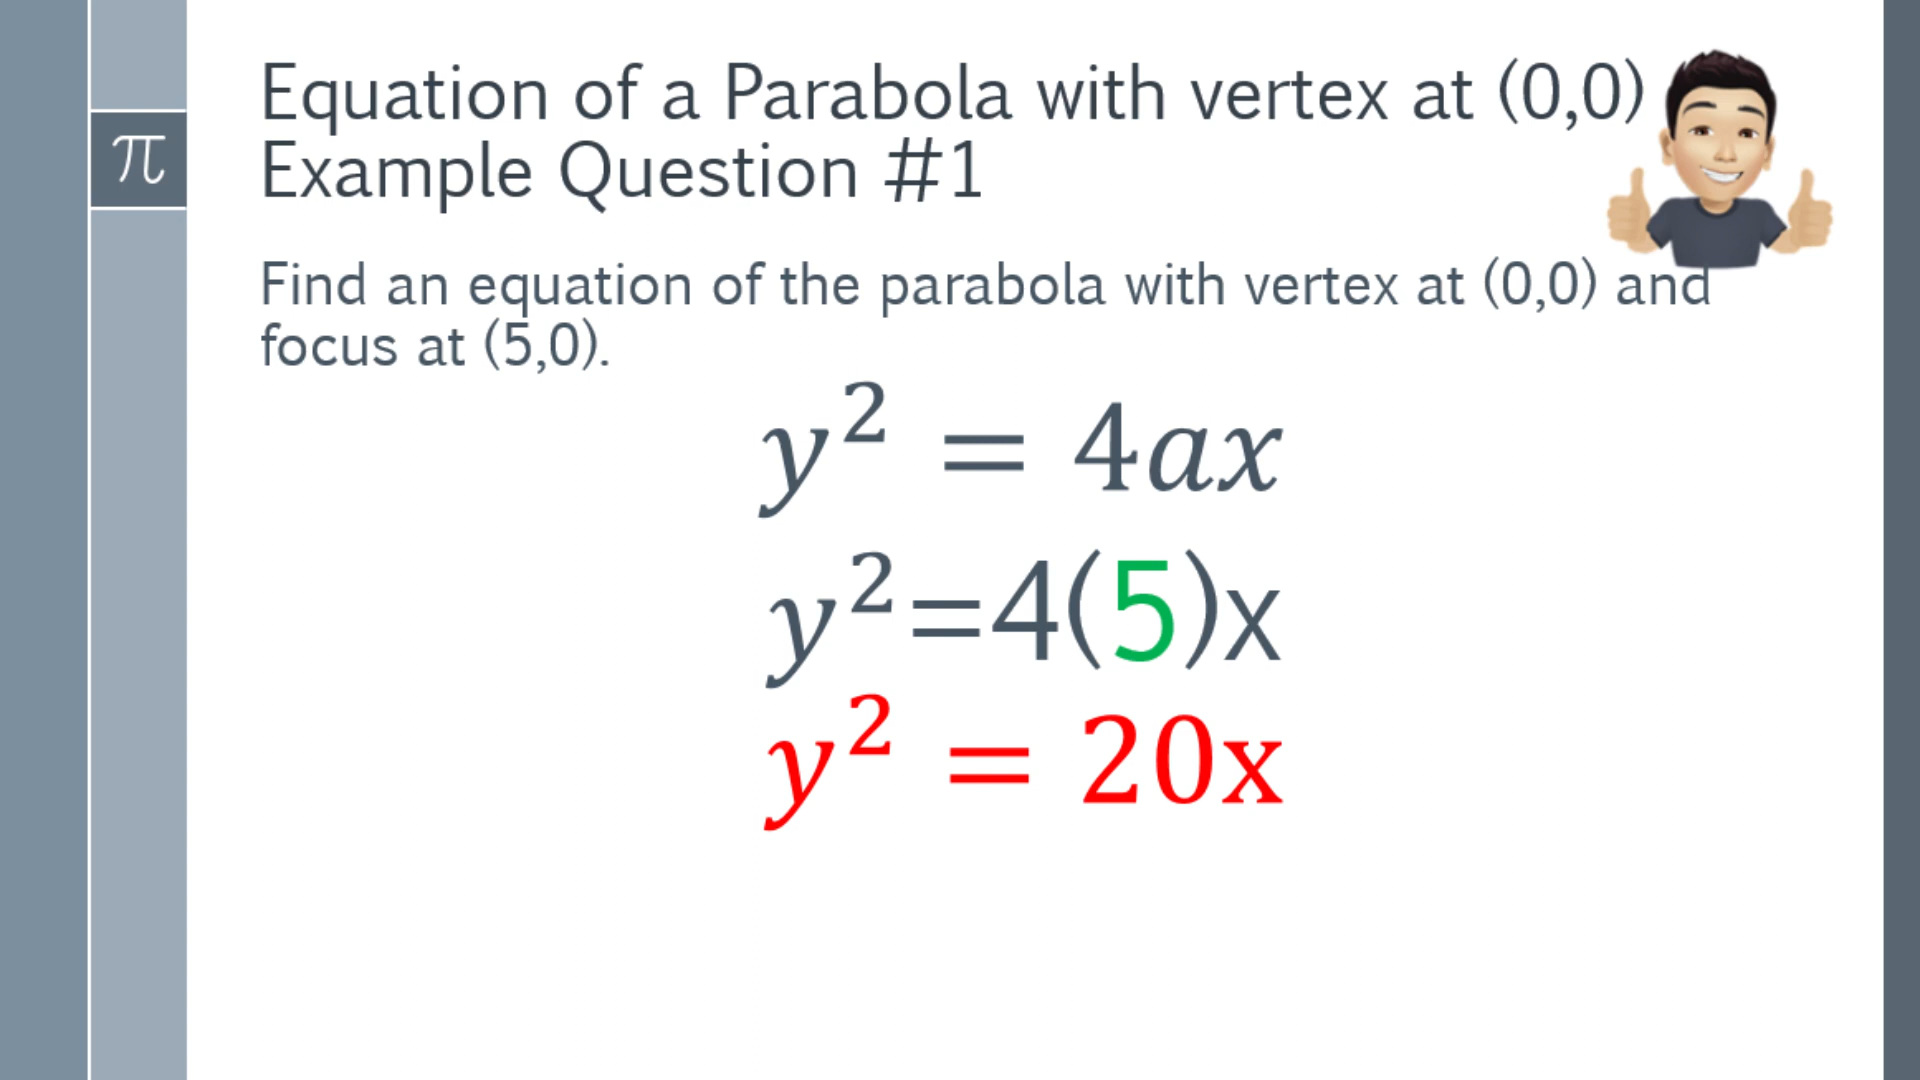 Equation of a Parabola with vertex at (0,0)
Example Question #1
π
Find an equation of the parabola with vertex at (0,0) and
focus at (5,0).
y² = 4ax
y²=4(5)x
y² = 20x